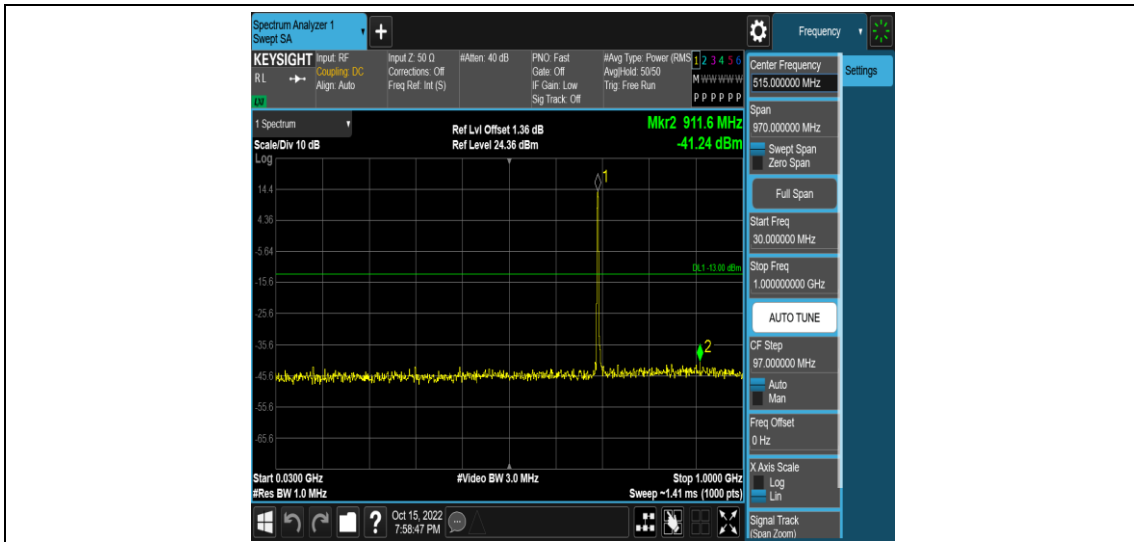 Spectrum Analyzer 1
Swept SA
Frequency
KEYSIGHT
RL
LM
Input: RF
Coupling: DC
Align: Auto
Input Z: 50 Ω
Corrections: Off
Freq Ref: Int (S)
#Atten: 40 dB
PNO: Fast
Gate: Off
IF Gain: Low
Sig Track: Off
#Avg Type: Power (RMS
Avg|Hold: 50/50
Trig: Free Run
1 2 3 4 5 6
M W W W W W
P P P P P P
1 Spectrum
Scale/Div 10 dB
Ref Lvl Offset 1.36 dB
Ref Level 24.36 dBm
Mkr2 911.6 MHz
-41.24 dBm
Log
14.4
4.36
-5.64
-15.6
-25.6
-35.6
-45.6
-55.6
-65.6
1
DL1 -13.00 dBm
2
Start 0.0300 GHz
#Res BW 1.0 MHz
#Video BW 3.0 MHz
Stop 1.0000 GHz
Sweep ~1.41 ms (1000 pts)
Center Frequency
515.000000 MHz
Settings
Span
970.000000 MHz
Swept Span
Zero Span
Full Span
Start Freq
30.000000 MHz
Stop Freq
1.000000000 GHz
AUTO TUNE
CF Step
97.000000 MHz
Auto
Man
Freq Offset
0 Hz
X Axis Scale
Log
Lin
Signal Track
(Span Zoom)
?
Oct 15, 2022
7:58:47 PM